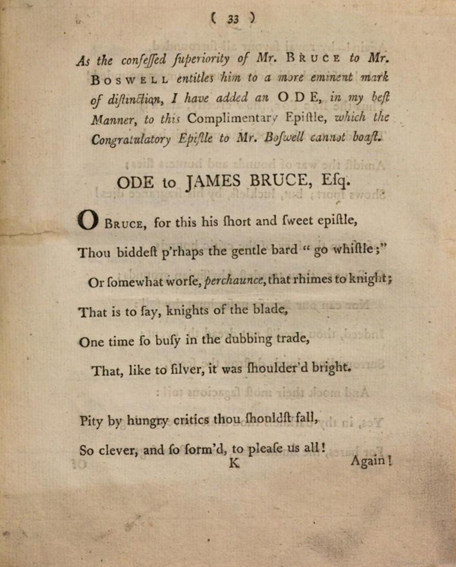 ( 33 )
As the confeſſed ſuperiority of Mr. BRUCE to Mr.
BOSWELL entitles him to a more eminent mark
of diſtinction, I have added an ODE, in my beſt
Manner, to this Complimentary Epiſtle, which the
Congratulatory Epiſtle to Mr. Boſwell cannot boaſt.
ODE to JAMES BRUCE, Eſq.
O BRUCE, for this his ſhort and ſweet epiſtle,
Thou biddeſt p'rhaps the gentle bard " go whiſtle;"
Or ſomewhat worſe, perchaunce, that rhimes to knight;
That is to ſay, knights of the blade,
One time ſo buſy in the dubbing trade,
That, like to ſilver, it was ſhoulder'd bright.
Pity by hungry critics thou ſhouldſt fall,
So clever, and ſo form'd, to pleaſe us all!
K
Again!